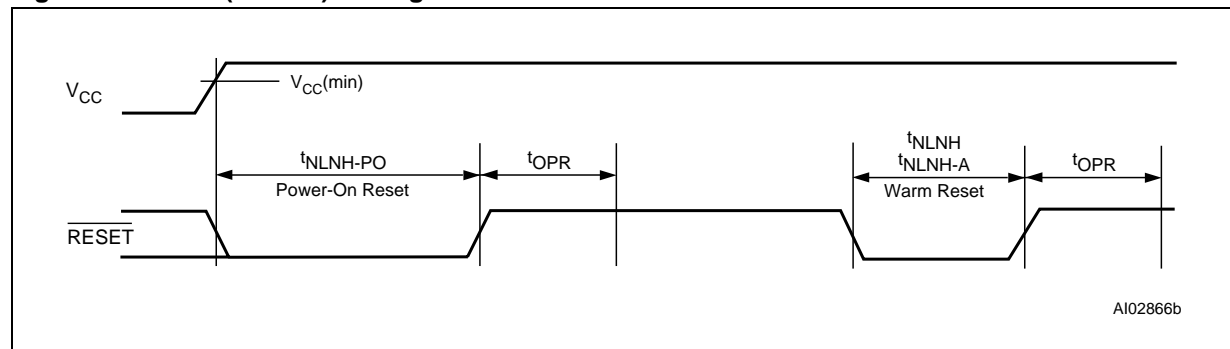 V_CC(min)
V_CC
t_NLNH-PO
Power-On Reset
t_OPR
t_NLNH
t_NLNH-A
Warm Reset
t_OPR
RESET
AI02866b